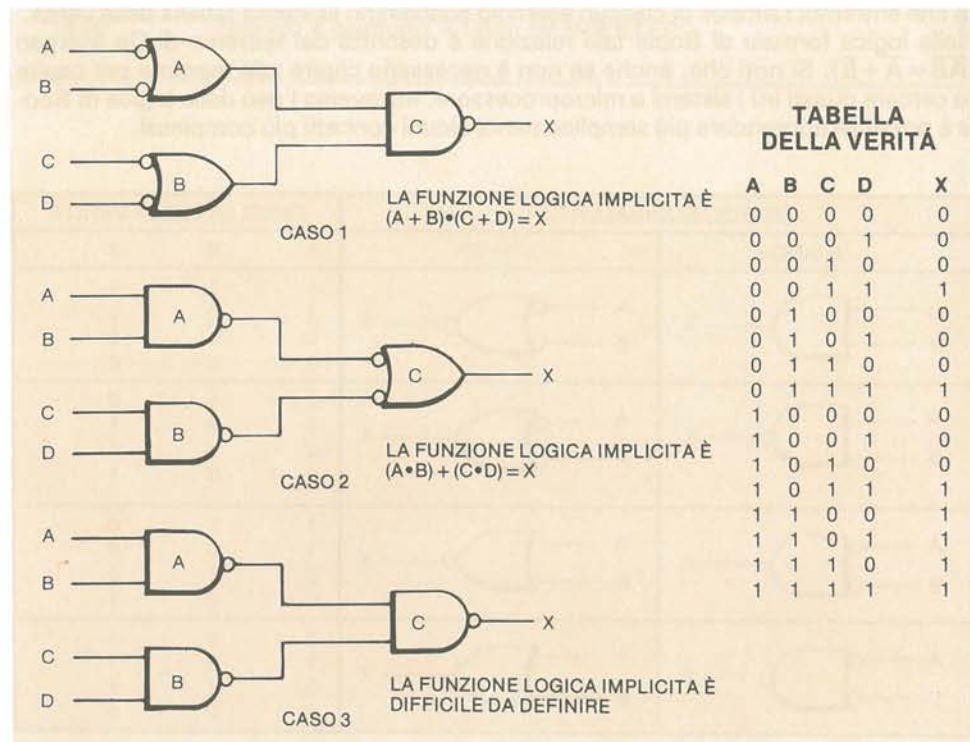 A
B
A
C
X
C
D
B
CASO 1
LA FUNZIONE LOGICA IMPLICITA È
(A + B)•(C + D) = X
A
B
A
C
X
C
D
B
CASO 2
LA FUNZIONE LOGICA IMPLICITA È
(A•B) + (C•D) = X
A
B
A
C
X
C
D
B
CASO 3
LA FUNZIONE LOGICA IMPLICITA È
DIFFICILE DA DEFINIRE
TABELLA
DELLA VERITÁ
A B C D X
0 0 0 0 0
0 0 0 1 0
0 0 1 0 0
0 0 1 1 1
0 1 0 0 0
0 1 0 1 0
0 1 1 0 0
0 1 1 1 1
1 0 0 0 0
1 0 0 1 0
1 0 1 0 0
1 0 1 1 1
1 1 0 0 1
1 1 0 1 1
1 1 1 0 1
1 1 1 1 1